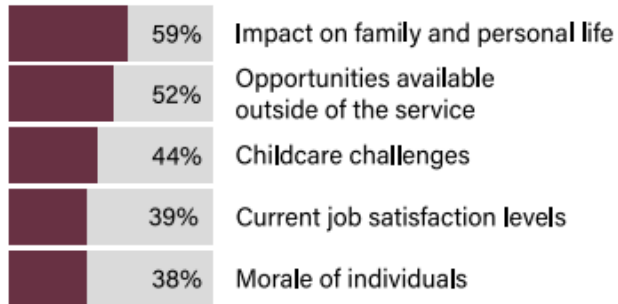 59% Impact on family and personal life
52% Opportunities available
outside of the service
44% Childcare challenges
39% Current job satisfaction levels
38% Morale of individuals